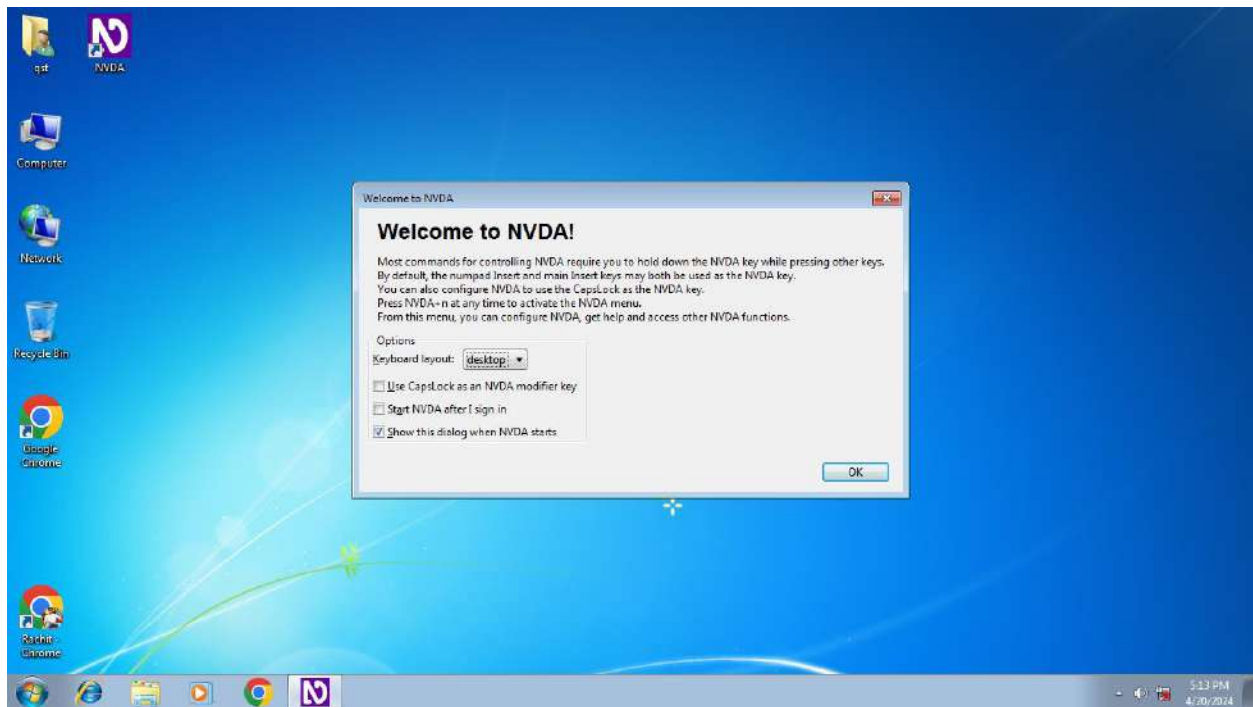 qst
NVDA
Computer
Network
Recycle Bin
Google
Chrome
Rachit -
Chrome
Welcome to NVDA
Welcome to NVDA!
Most commands for controlling NVDA require you to hold down the NVDA key while pressing other keys.
By default, the numpad Insert and main Insert keys may both be used as the NVDA key.
You can also configure NVDA to use the CapsLock as the NVDA key.
Press NVDA+n at any time to activate the NVDA menu.
From this menu, you can configure NVDA, get help and access other NVDA functions.
Options
Keyboard layout: desktop
Use CapsLock as an NVDA modifier key
Start NVDA after I sign in
Show this dialog when NVDA starts
OK
5:13 PM
4/20/2024